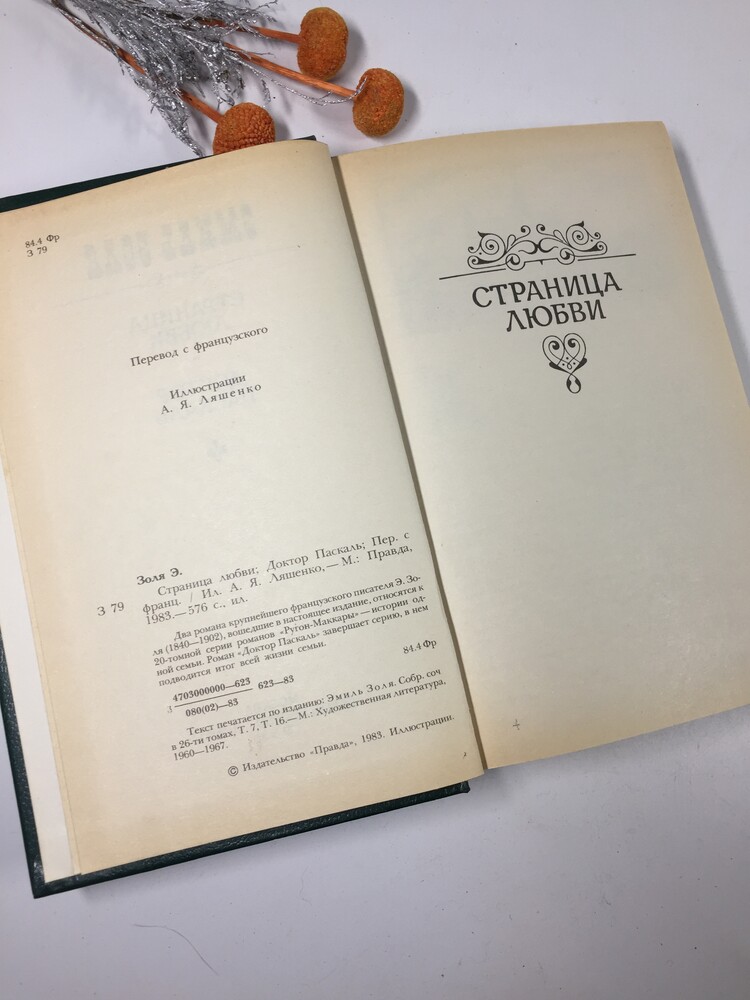 84.4 Фр
З 79
Перевод с французского
Иллюстрации
А. Я. Ляшенко
Золя Э.
З 79 Страница любви; Доктор Паскаль; Пер. с
франц. / Ил. А. Я. Ляшенко,— М.: Правда,
1983.—576 с., ил.
Два романа крупнейшего французского писателя Э. Зо-
ля (1840—1902), вошедшие в настоящее издание, относятся к
20-томной серии романов «Ругон-Маккары» — истории од-
ной семьи. Роман «Доктор Паскаль» завершает серию, в нем
подводится итог всей жизни семьи.
З 4703000000—623 623—83 84.4 Фр
080(02)—83
Текст печатается по изданию: Эмиль Золя. Собр. соч
в 26-ти томах, Т. 7, Т. 16.— М.: Художественная литература,
1960—1967.
© Издательство «Правда», 1983. Иллюстрации.
СТРАНИЦА
ЛЮБВИ